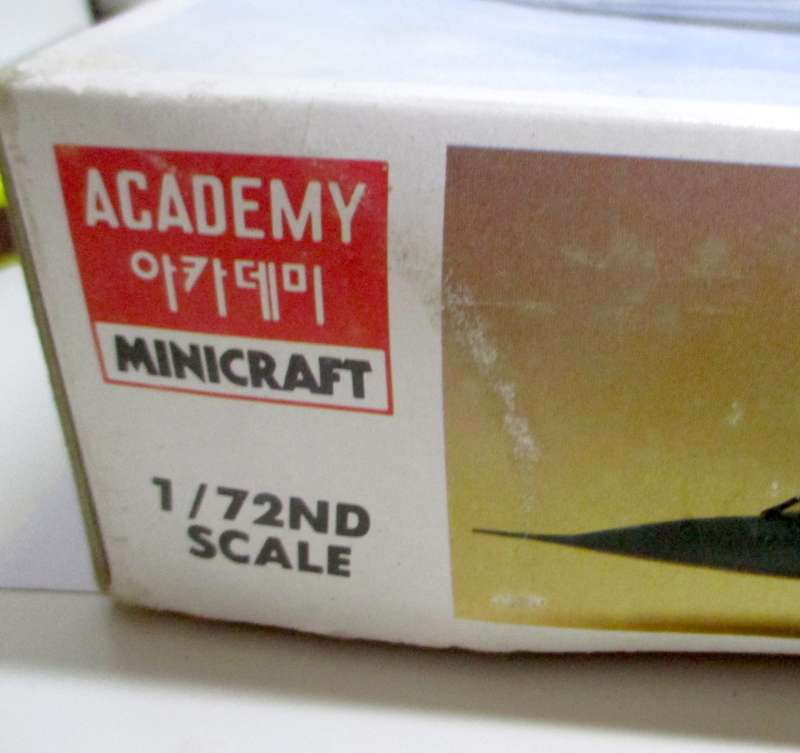 ACADEMY
아카데미
MINICRAFT
1/72ND
SCALE